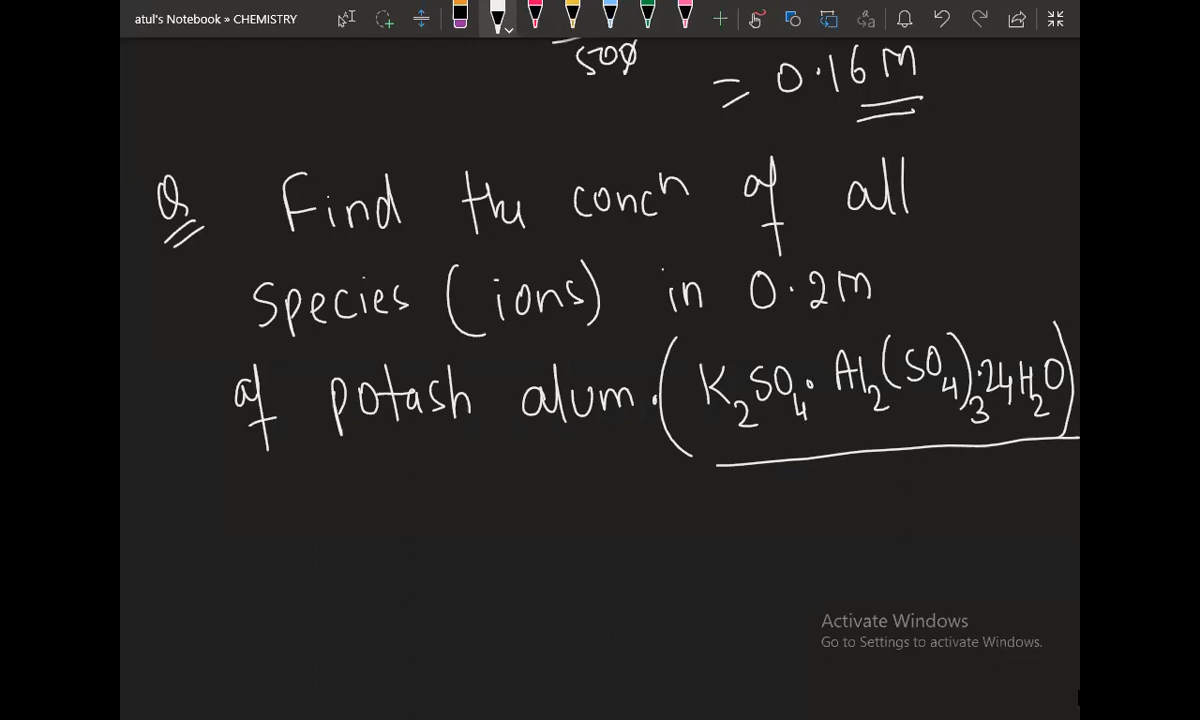 atul's Notebook » CHEMISTRY
500
= 0.16 M
Q Find the concn of all
species (ions) in 0.2M
of potash alum. (K₂SO₄·Al₂(SO₄)₃·24H₂O)
Activate Windows
Go to Settings to activate Windows.